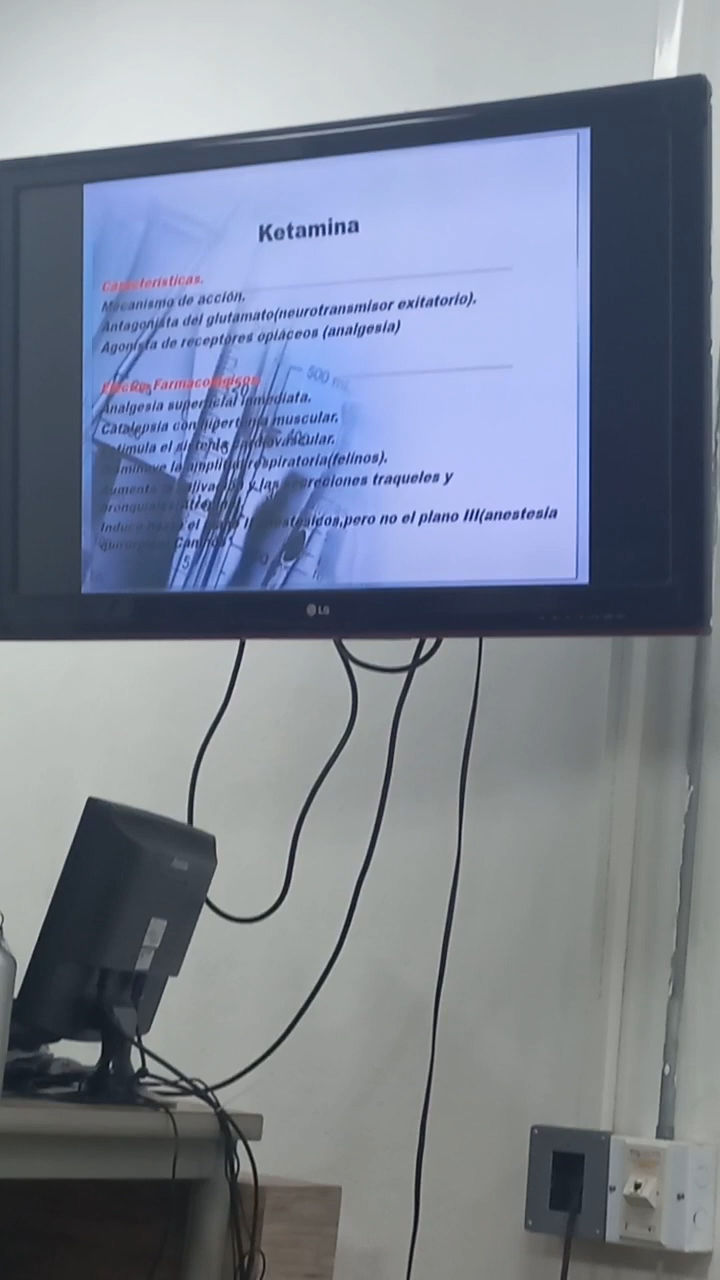 Ketamina
Características.
Mecanismo de acción.
Antagonista del glutamato(neurotransmisor exitatorio).
Agonista de receptores opiáceos (analgesia)
500 ml
Farmacológicos
Analgesia superficial inmediata.
Catalepsia con hipertonía muscular.
Estimula el sistema cardiovascular.
Disminuye la amplitud respiratoria(felinos).
Aumenta la salivación y las secreciones traqueles y
Induce hasta el plano II pero no el plano III(anestesia
5
LG